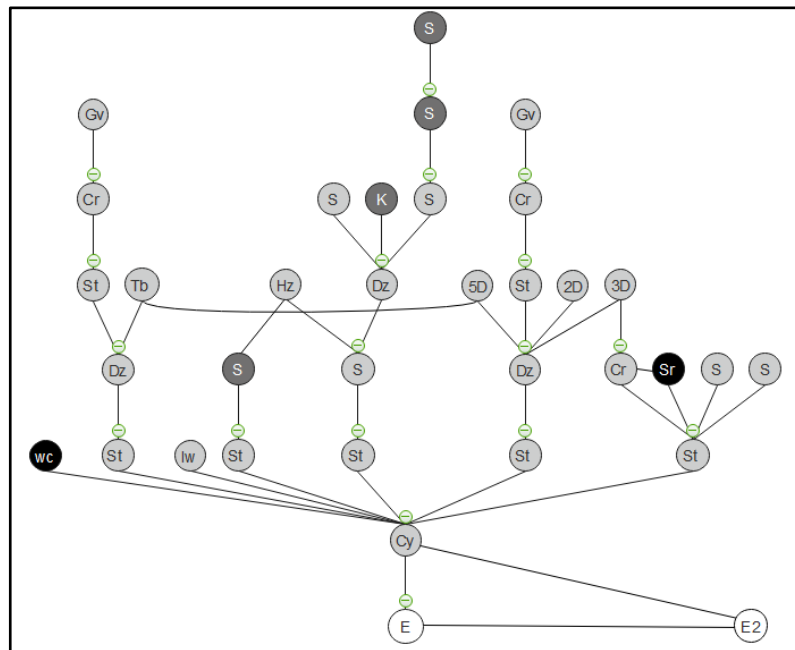 S
Gv S Gv
Cr S K S Cr
St Tb Hz Dz 5D St 2D 3D
Dz S S Dz Cr Sr S S
wc St Iw St St St St
Cy
E E2